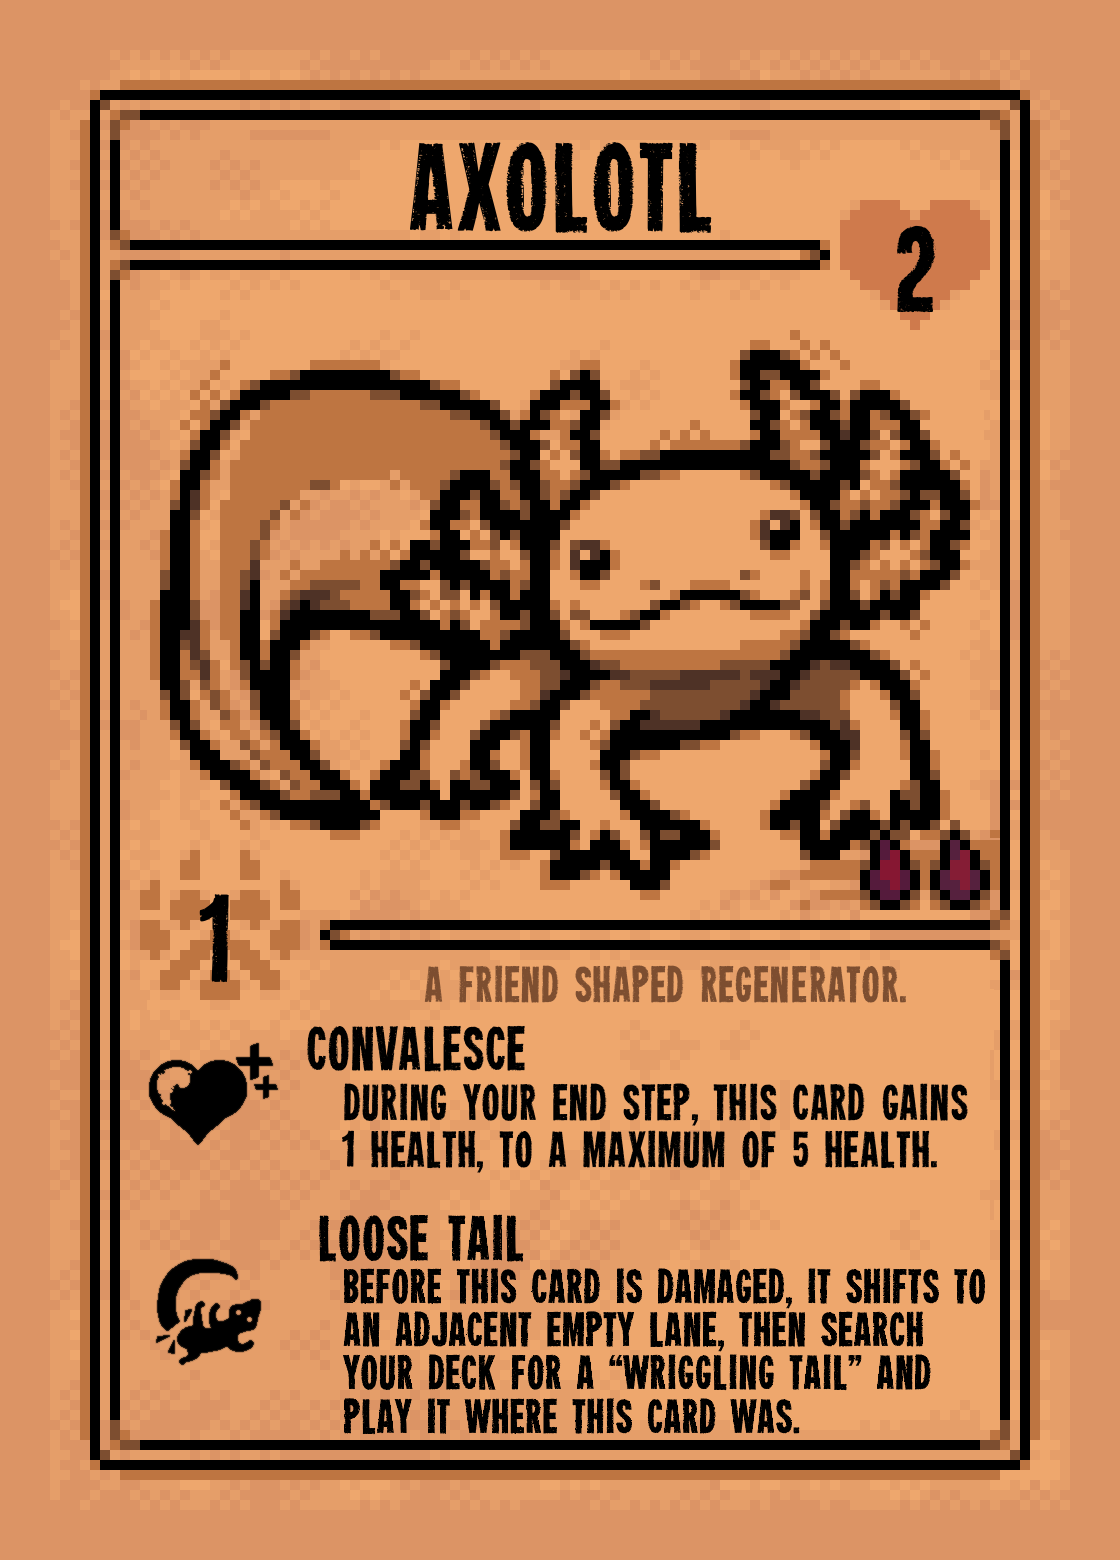 AXOLOTL
2
1
A FRIEND SHAPED REGENERATOR.
CONVALESCE
DURING YOUR END STEP, THIS CARD GAINS
1 HEALTH, TO A MAXIMUM OF 5 HEALTH.
LOOSE TAIL
BEFORE THIS CARD IS DAMAGED, IT SHIFTS TO
AN ADJACENT EMPTY LANE, THEN SEARCH
YOUR DECK FOR A “WRIGGLING TAIL” AND
PLAY IT WHERE THIS CARD WAS.